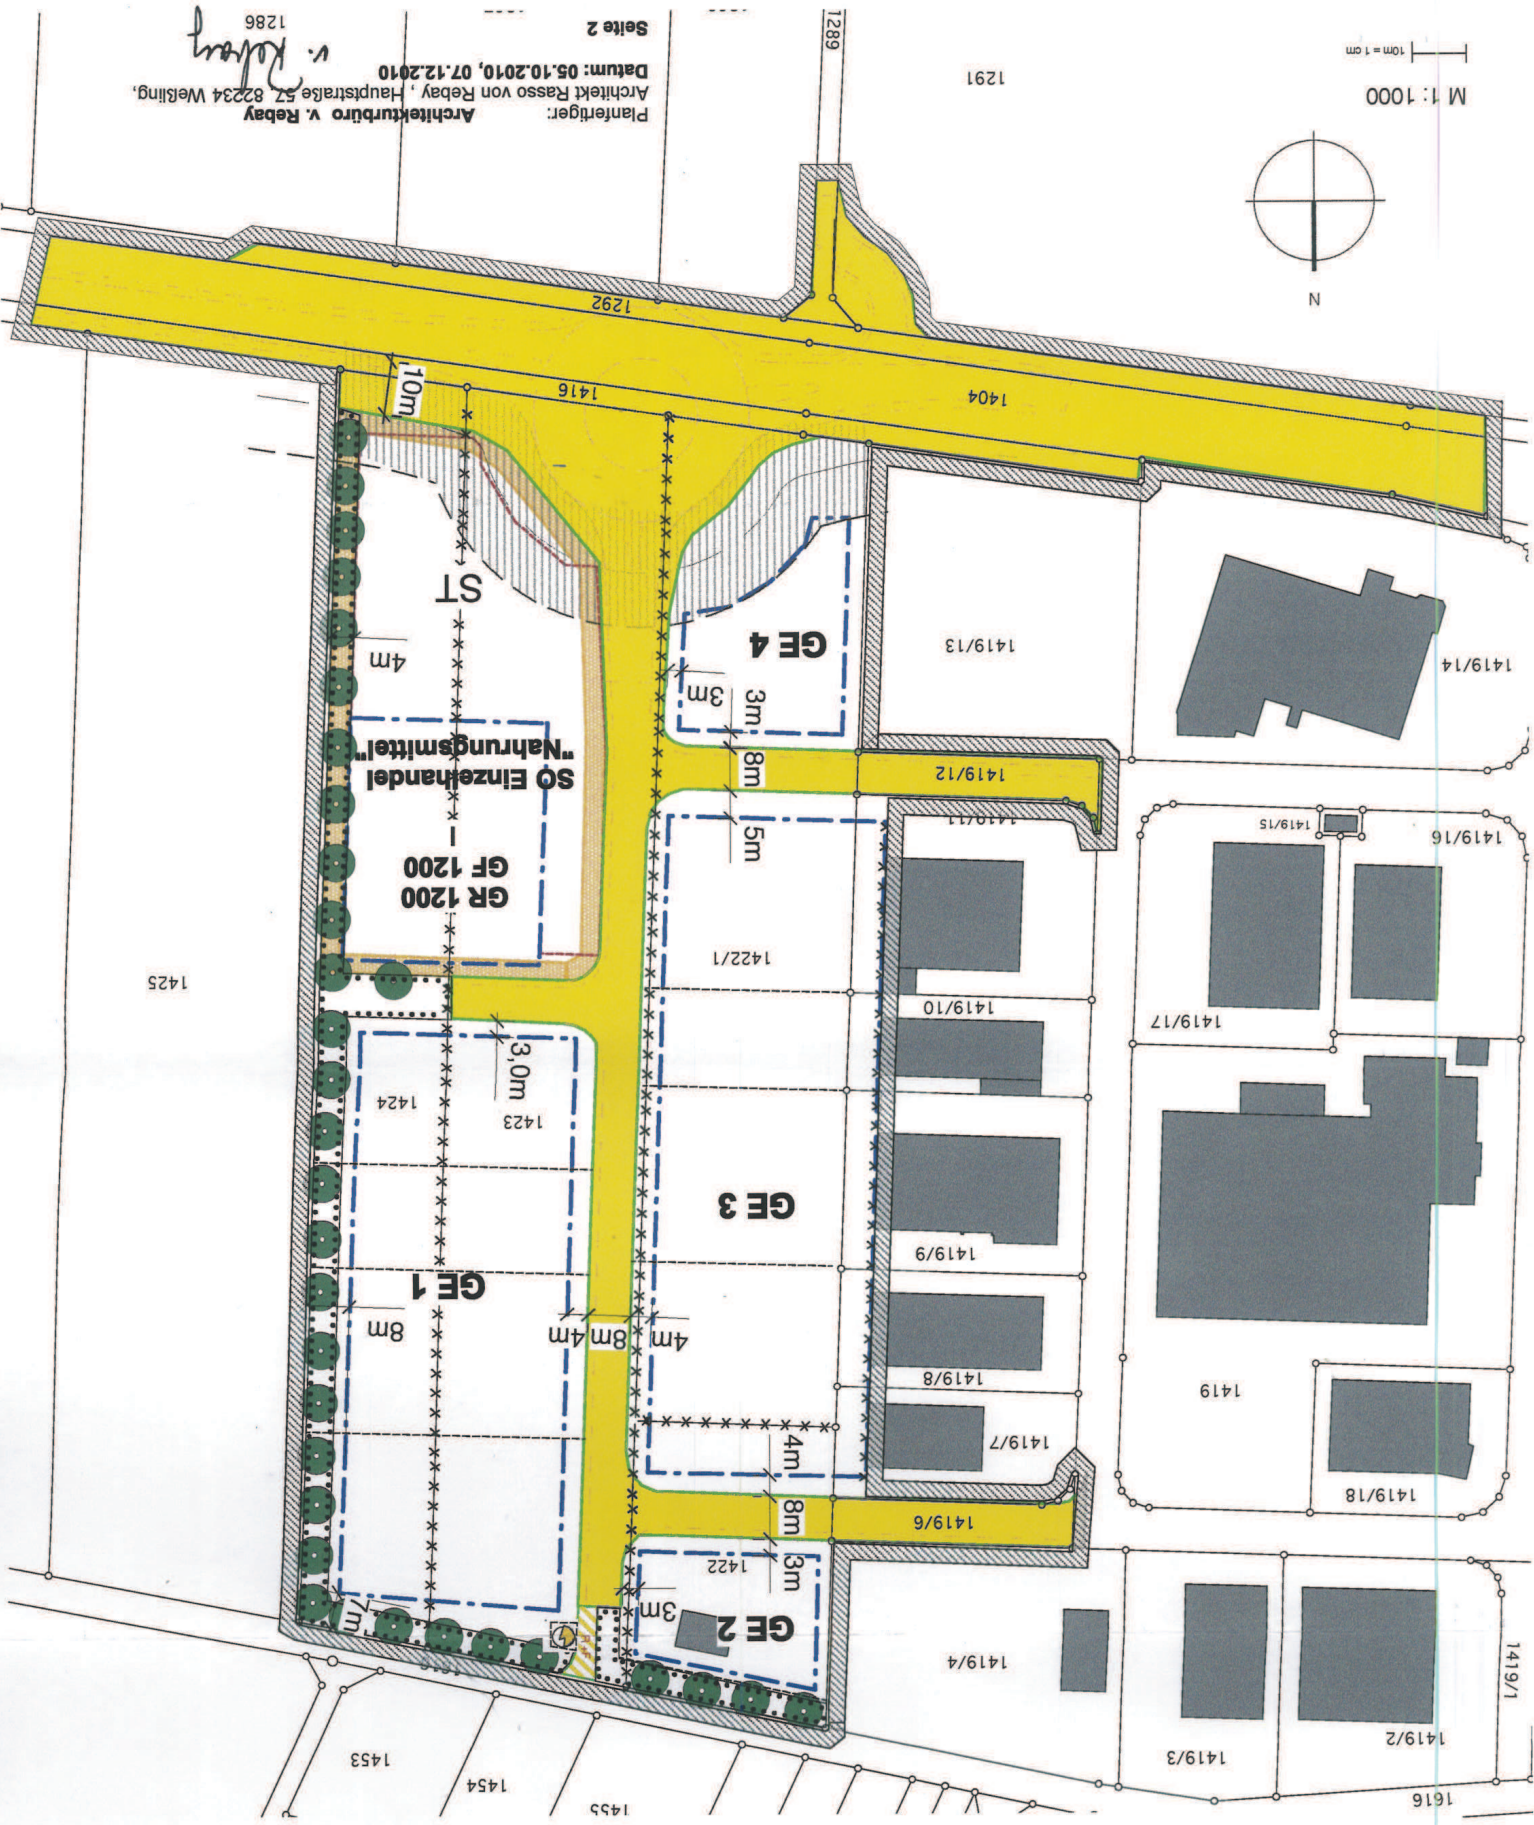 1616
1419/2
1419/3
1455
1454
1453
1419/1
1419/4
GE 2
3m
7m
1422
3m
1419/6
8m
1419/18
4m
1419/7
1419
1419/8
4m
8m
4m
8m
GE 1
1419/9
GE 3
1423
1424
3,0m
1419/17
1419/10
1425
1422/1
GR 1200
GF 1200
I
SO Einzelhandel
"Nahrungsmittel"
1419/16
1419/15
1419/11
5m
1419/12
8m
3m
3m
4m
1419/14
1419/13
GE 4
ST
1404
1416
10m
1292
N
M 1: 1000
10m = 1 cm
1291
1289
Planfertiger:
Architekturbüro v. Rebay
Architekt Rasso von Rebay , Hauptstraße 57, 82234 Weßling,
Datum: 05.10.2010, 07.12.2010
v. Rebay
1286
Seite 2